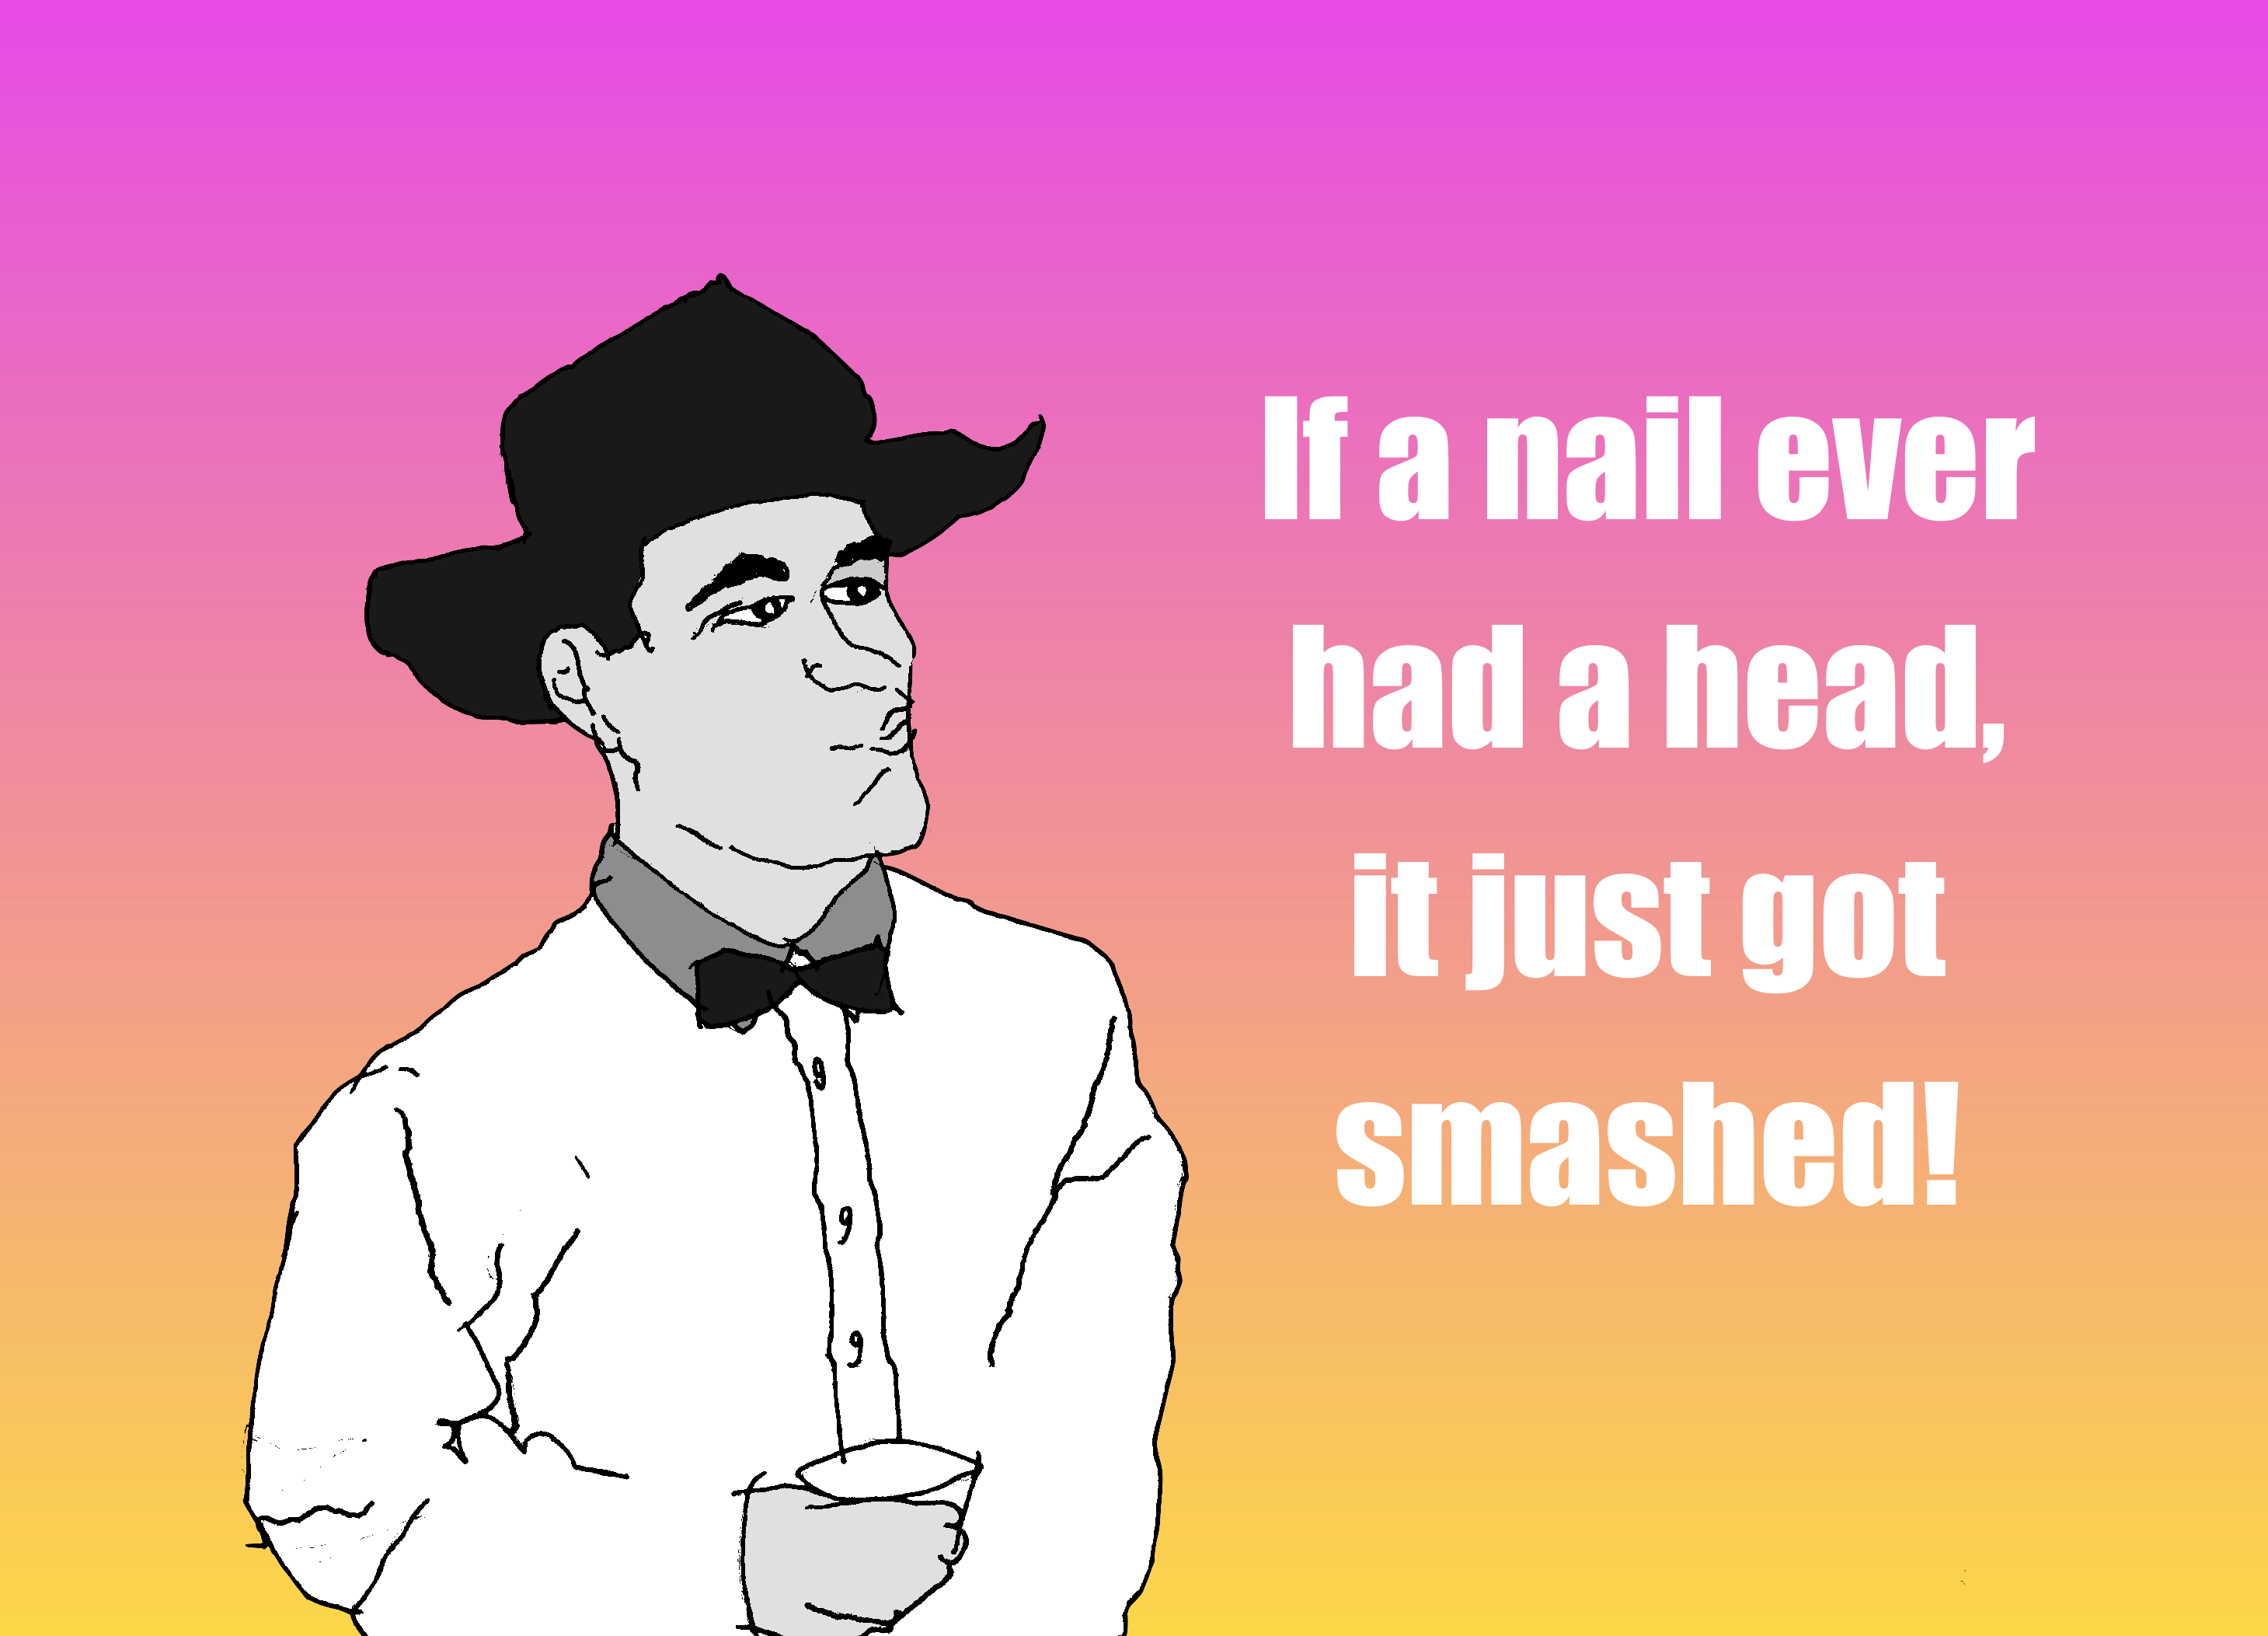 If a nail ever
had a head,
it just got
smashed!